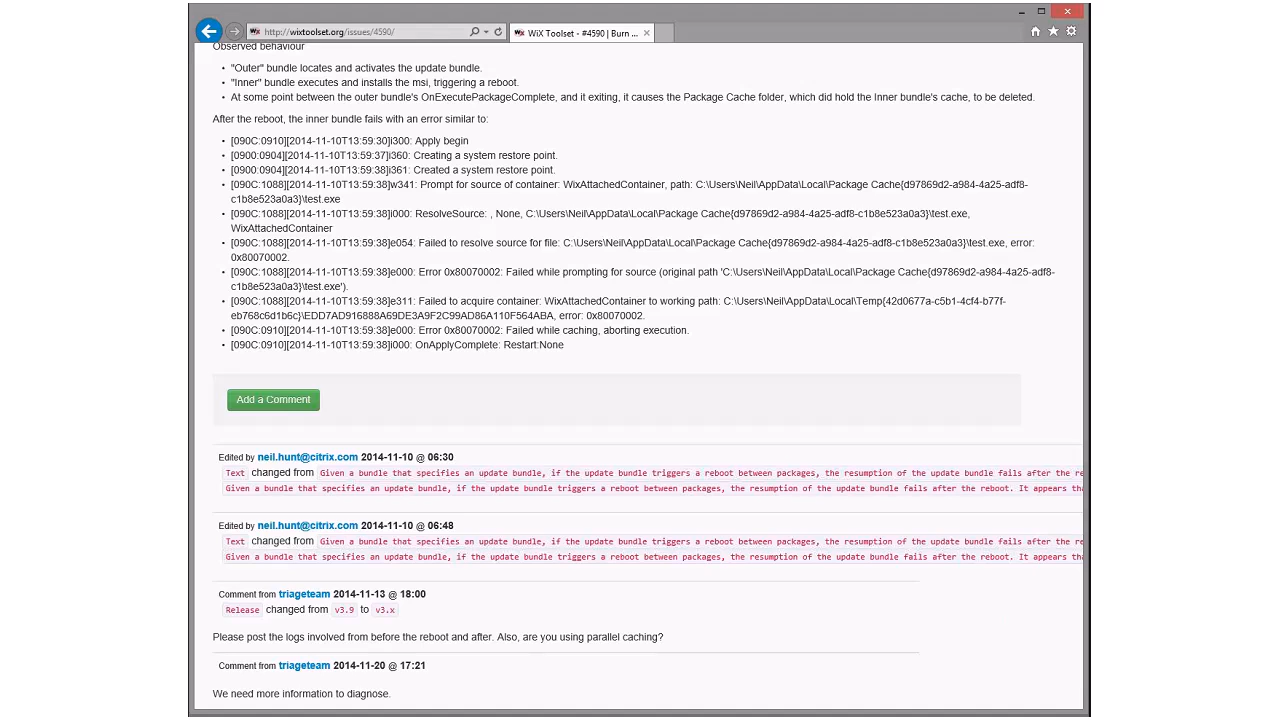 http://wixtoolset.org/issues/4590/
WiX Toolset - #4590 | Burn ...
Observed behaviour
• "Outer" bundle locates and activates the update bundle.
• "Inner" bundle executes and installs the msi, triggering a reboot.
• At some point between the outer bundle's OnExecutePackageComplete, and it exiting, it causes the Package Cache folder, which did hold the Inner bundle's cache, to be deleted.
After the reboot, the inner bundle fails with an error similar to:
• [090C:0910][2014-11-10T13:59:30]i300: Apply begin
• [0900:0904][2014-11-10T13:59:37]i360: Creating a system restore point.
• [0900:0904][2014-11-10T13:59:38]i361: Created a system restore point.
• [090C:1088][2014-11-10T13:59:38]w341: Prompt for source of container: WixAttachedContainer, path: C:\Users\Neil\AppData\Local\Package Cache{d97869d2-a984-4a25-adf8-
c1b8e523a0a3}\test.exe
• [090C:1088][2014-11-10T13:59:38]i000: ResolveSource: , None, C:\Users\Neil\AppData\Local\Package Cache{d97869d2-a984-4a25-adf8-c1b8e523a0a3}\test.exe,
WixAttachedContainer
• [090C:1088][2014-11-10T13:59:38]e054: Failed to resolve source for file: C:\Users\Neil\AppData\Local\Package Cache{d97869d2-a984-4a25-adf8-c1b8e523a0a3}\test.exe, error:
0x80070002.
• [090C:1088][2014-11-10T13:59:38]e000: Error 0x80070002: Failed while prompting for source (original path 'C:\Users\Neil\AppData\Local\Package Cache{d97869d2-a984-4a25-adf8-
c1b8e523a0a3}\test.exe').
• [090C:1088][2014-11-10T13:59:38]e311: Failed to acquire container: WixAttachedContainer to working path: C:\Users\Neil\AppData\Local\Temp{42d0677a-c5b1-4cf4-b77f-
eb768c6d1b6c}\EDD7AD916888A69DE3A9F2C99AD86A110F564ABA, error: 0x80070002.
• [090C:0910][2014-11-10T13:59:38]e000: Error 0x80070002: Failed while caching, aborting execution.
• [090C:0910][2014-11-10T13:59:38]i000: OnApplyComplete: Restart:None
Add a Comment
Edited by neil.hunt@citrix.com 2014-11-10 @ 06:30
Text changed from Given a bundle that specifies an update bundle, if the update bundle triggers a reboot between packages, the resumption of the update bundle fails after the re
Given a bundle that specifies an update bundle, if the update bundle triggers a reboot between packages, the resumption of the update bundle fails after the reboot. It appears tha
Edited by neil.hunt@citrix.com 2014-11-10 @ 06:48
Text changed from Given a bundle that specifies an update bundle, if the update bundle triggers a reboot between packages, the resumption of the update bundle fails after the re
Given a bundle that specifies an update bundle, if the update bundle triggers a reboot between packages, the resumption of the update bundle fails after the reboot. It appears tha
Comment from triageteam 2014-11-13 @ 18:00
Release changed from v3.9 to v3.x
Please post the logs involved from before the reboot and after. Also, are you using parallel caching?
Comment from triageteam 2014-11-20 @ 17:21
We need more information to diagnose.